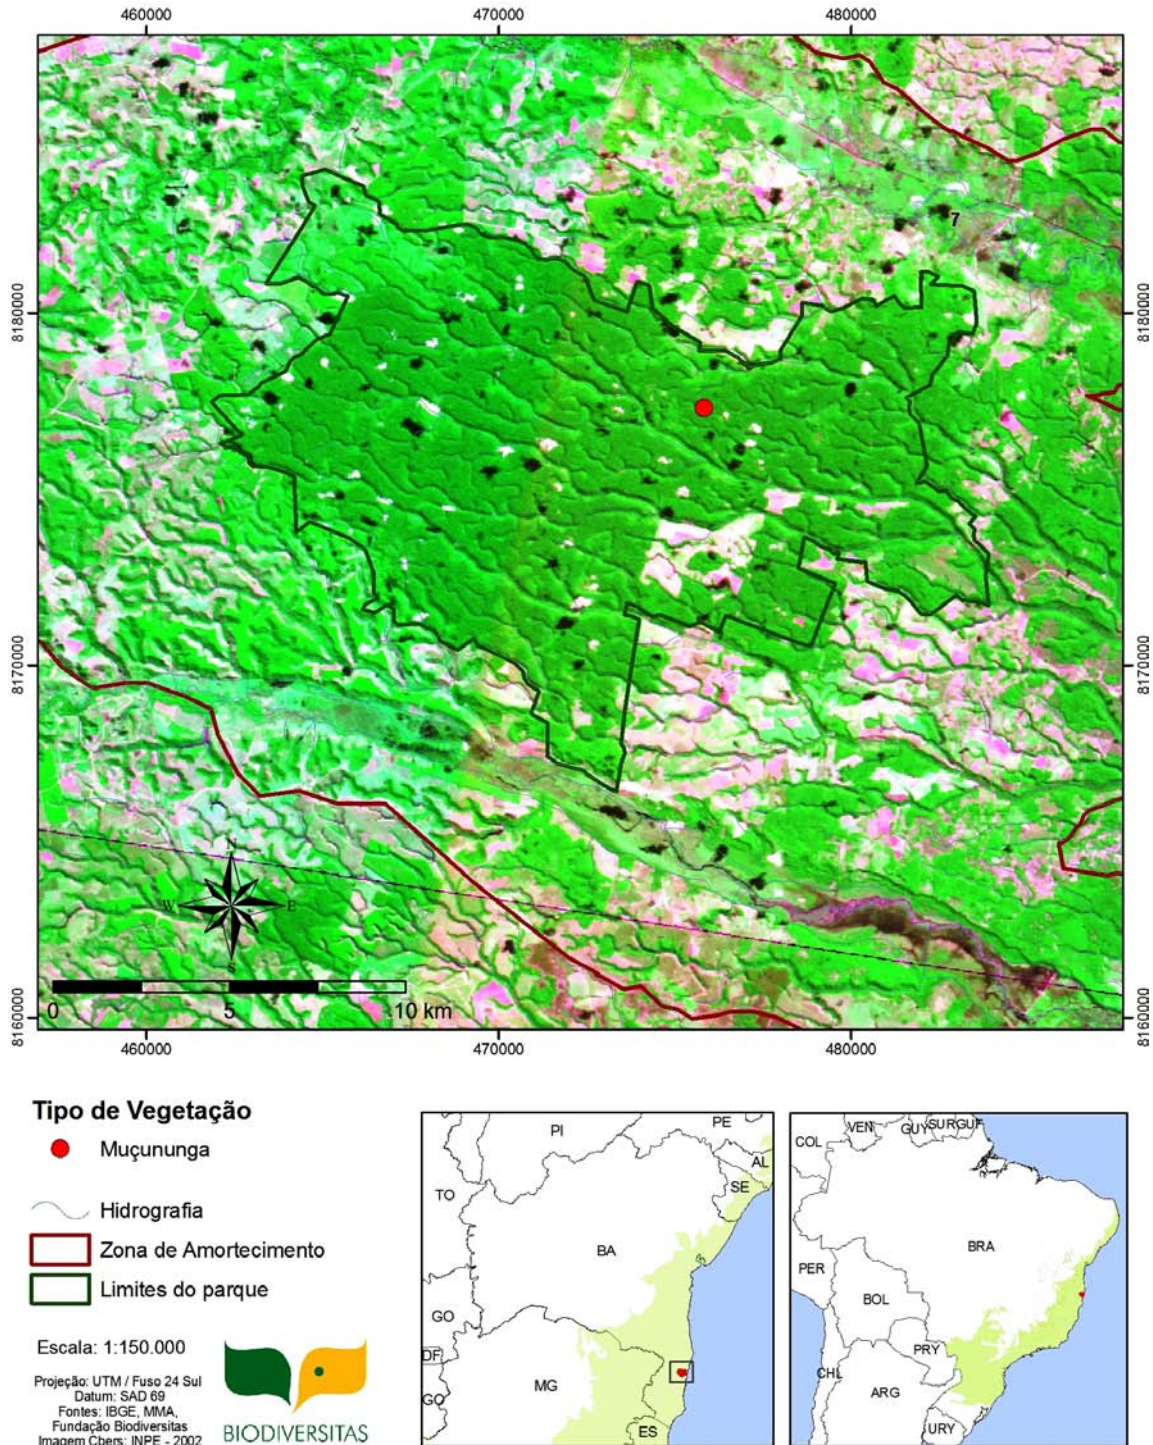 460000 470000 480000
7
8180000 8180000
8170000 8170000
8160000 8160000
N
W E
S
0 5 10 km
460000 470000 480000
Tipo de Vegetação
Muçununga
Hidrografia
Zona de Amortecimento
Limites do parque
Escala: 1:150.000
Projeção: UTM / Fuso 24 Sul
Datum: SAD 69
Fontes: IBGE, MMA,
Fundação Biodiversitas
Imagem Cbers: INPE - 2002
BIODIVERSITAS
PI PE
AL
TO SE
BA
GO
DF
MG
GO
ES
VEN GUY SUR GUF
COL
BRA
PER
BOL
PRY
CHL
ARG
URY